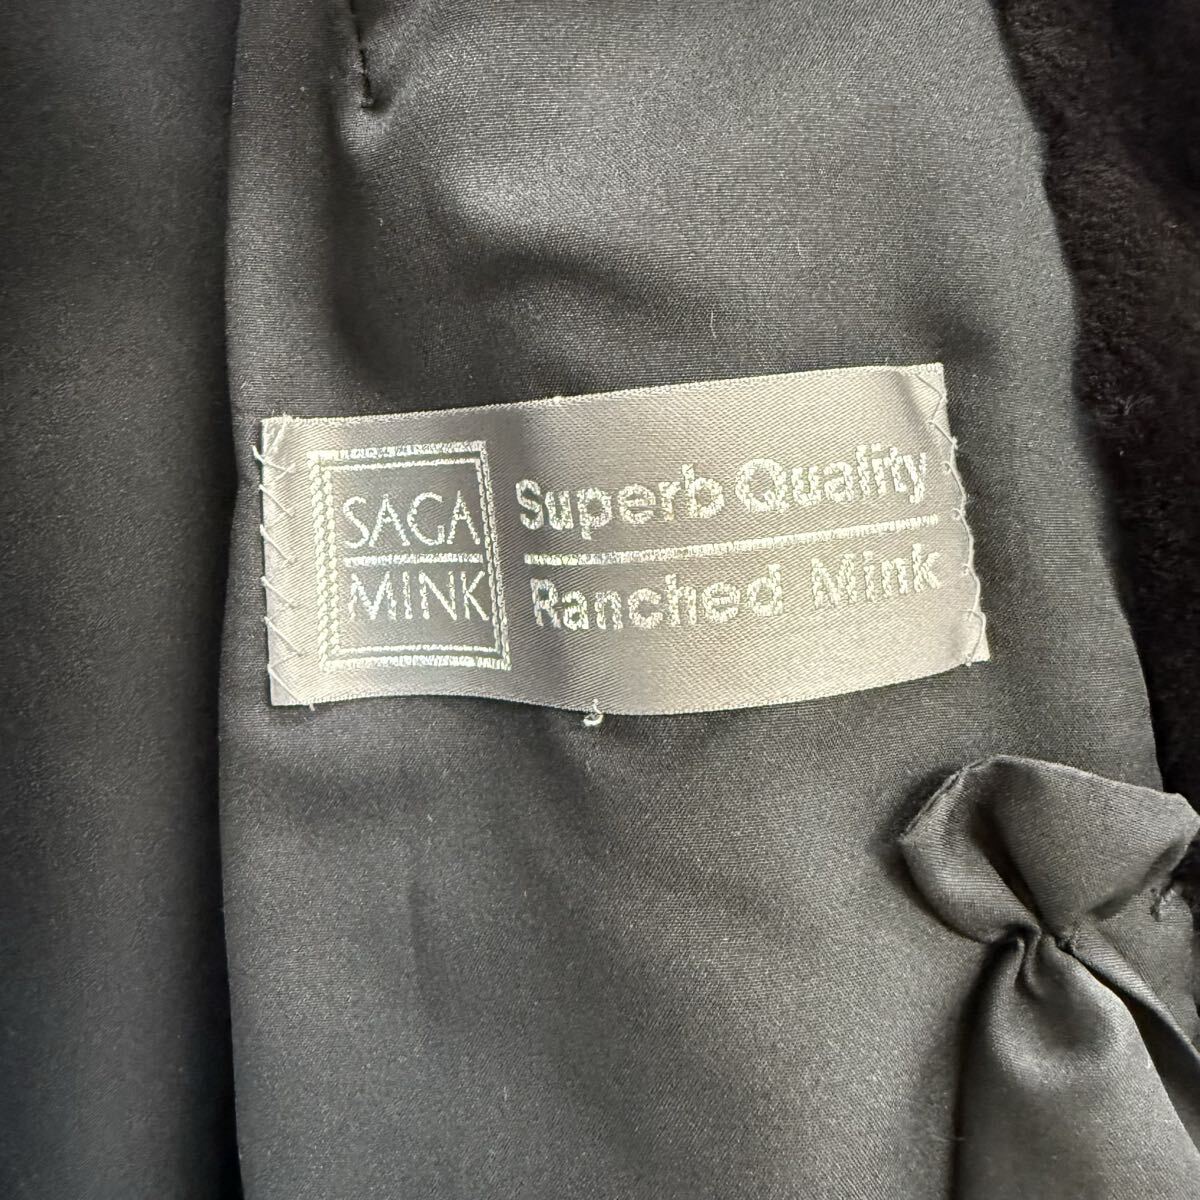 SAGA
MINK
Superb Quality
Ranched Mink